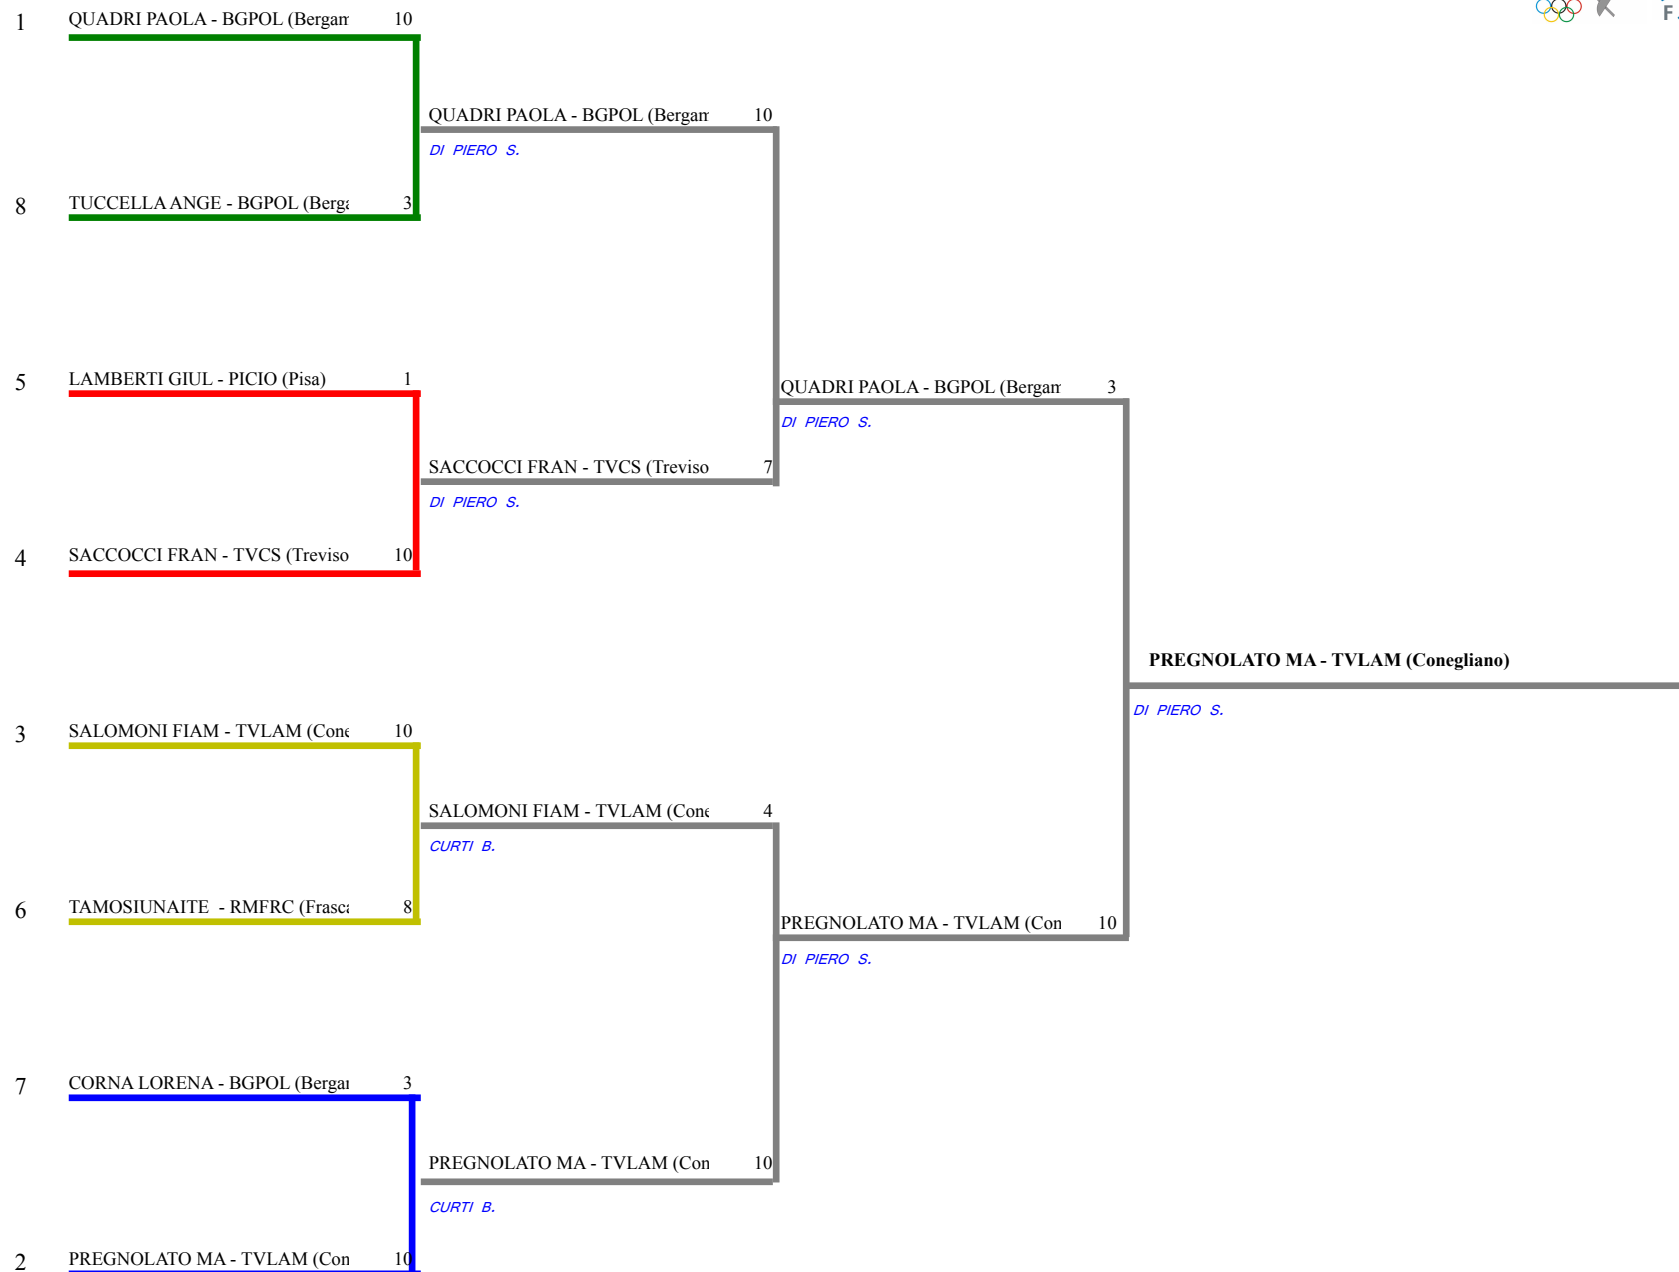 F
1 QUADRI PAOLA - BGPOL (Bergam 10
QUADRI PAOLA - BGPOL (Bergam 10
DI PIERO S.
8 TUCCELLA ANGE - BGPOL (Berga 3
5 LAMBERTI GIUL - PICIO (Pisa) 1
QUADRI PAOLA - BGPOL (Bergam 3
DI PIERO S.
SACCOCCI FRAN - TVCS (Treviso 7
DI PIERO S.
4 SACCOCCI FRAN - TVCS (Treviso 10
PREGNOLATO MA - TVLAM (Conegliano)
DI PIERO S.
3 SALOMONI FIAM - TVLAM (Cone 10
SALOMONI FIAM - TVLAM (Cone 4
CURTI B.
6 TAMOSIUNAITE - RMFRC (Frasca 8
PREGNOLATO MA - TVLAM (Con 10
DI PIERO S.
7 CORNA LORENA - BGPOL (Bergar 3
PREGNOLATO MA - TVLAM (Con 10
CURTI B.
2 PREGNOLATO MA - TVLAM (Con 10